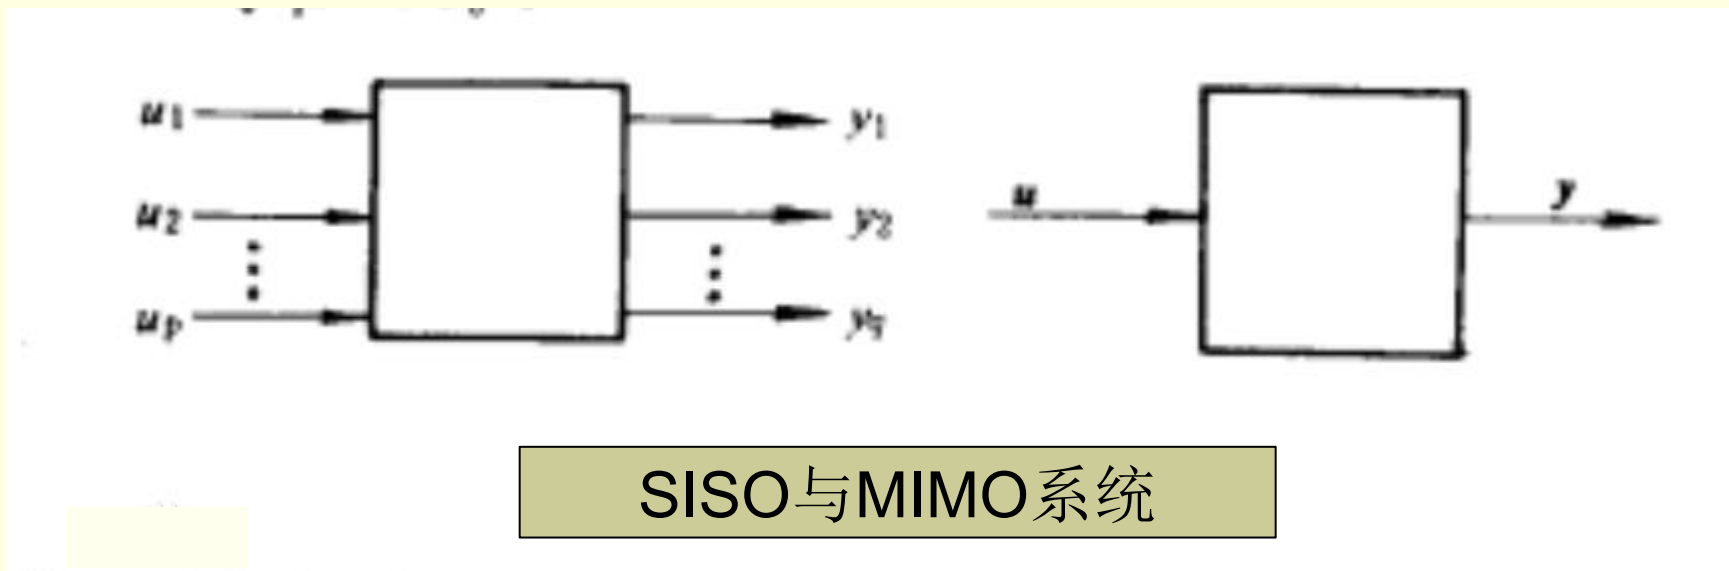 u1 y1
u y
u2 y2
up yq
SISO与MIMO系统